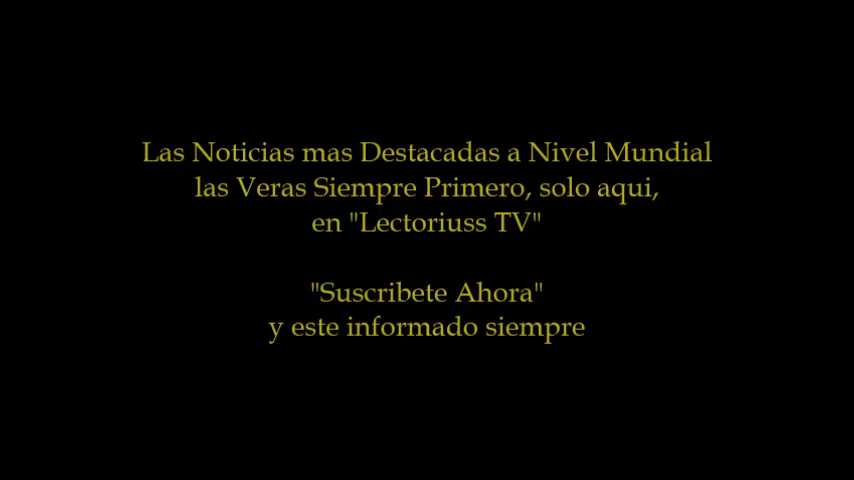 Las Noticias mas Destacadas a Nivel Mundial
las Veras Siempre Primero, solo aqui,
en "Lectoriuss TV"
"Suscribete Ahora"
y este informado siempre